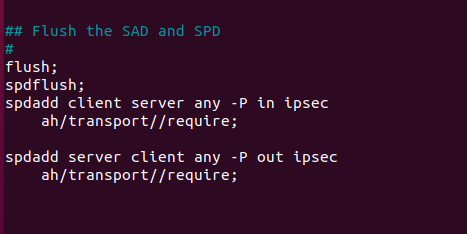 ## Flush the SAD and SPD
#
flush;
spdflush;
spdadd client server any -P in ipsec
    ah/transport//require;

spdadd server client any -P out ipsec
    ah/transport//require;